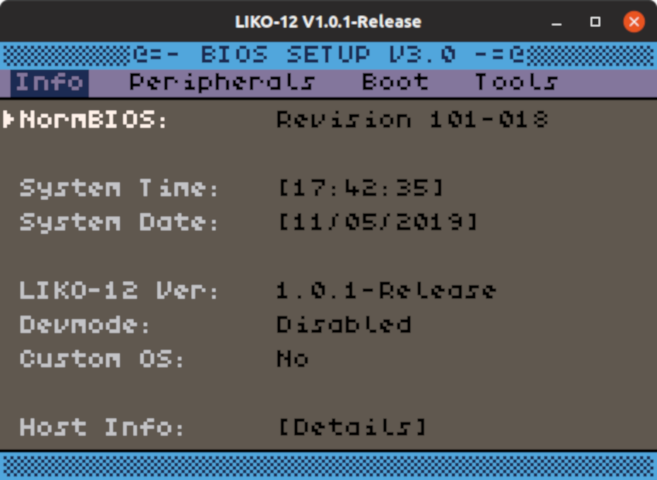 LIKO-12 V1.0.1-Release
@=- BIOS SETUP V3.0 -=@
Info Peripherals Boot Tools
NormBIOS: Revision 101-018
System Time: [17:42:35]
System Date: [11/05/2019]
LIKO-12 Ver: 1.0.1-Release
Devmode: Disabled
Custom OS: No
Host Info: [Details]